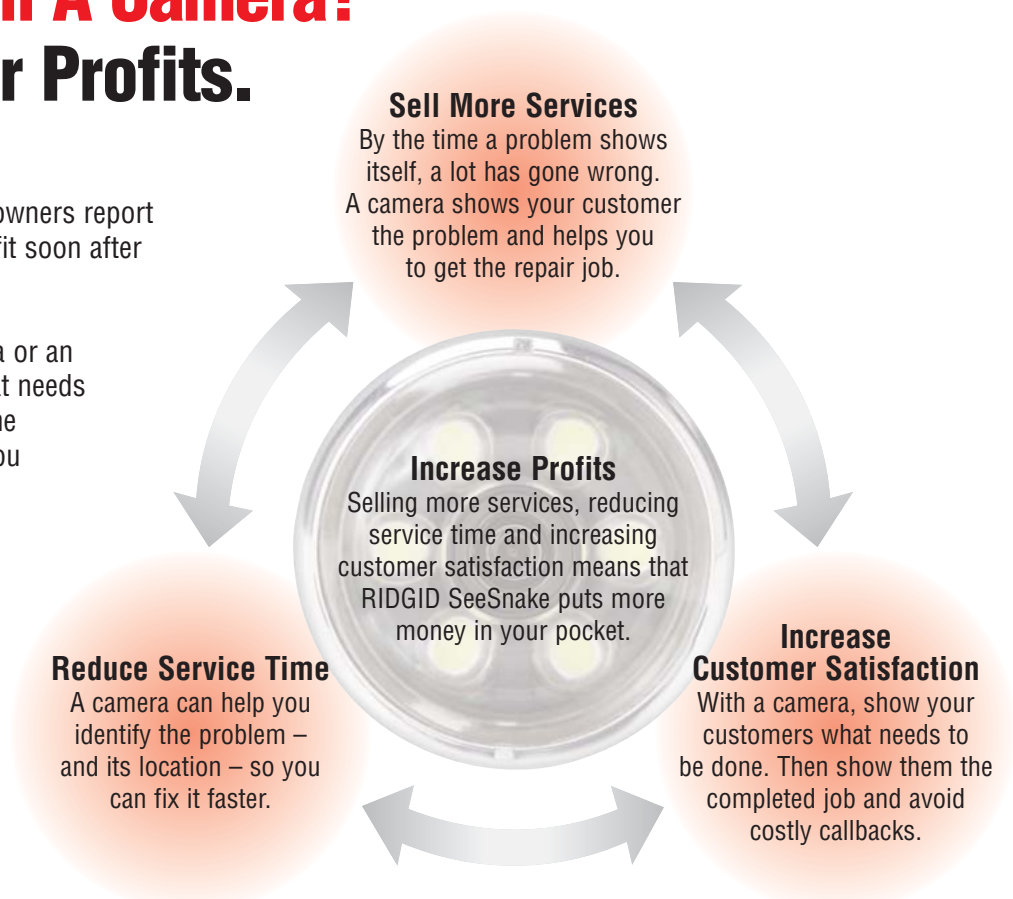 A Camera?
r Profits.
owners report
fit soon after
a or an
t needs
ou
Sell More Services
By the time a problem shows
itself, a lot has gone wrong.
A camera shows your customer
the problem and helps you
to get the repair job.
Increase Profits
Selling more services, reducing
service time and increasing
customer satisfaction means that
RIDGID SeeSnake puts more
money in your pocket.
Reduce Service Time
A camera can help you
identify the problem –
and its location – so you
can fix it faster.
Increase
Customer Satisfaction
With a camera, show your
customers what needs to
be done. Then show them the
completed job and avoid
costly callbacks.